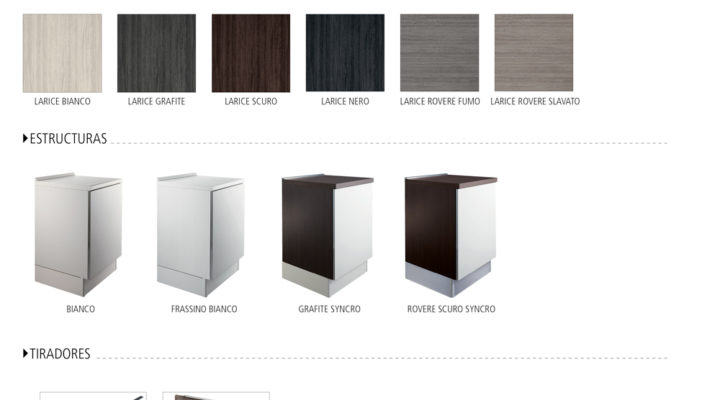 LARICE BIANCO LARICE GRAFITE LARICE SCURO LARICE NERO LARICE ROVERE FUMO LARICE ROVERE SLAVATO
ESTRUCTURAS
BIANCO FRASSINO BIANCO GRAFITE SYNCRO ROVERE SCURO SYNCRO
TIRADORES